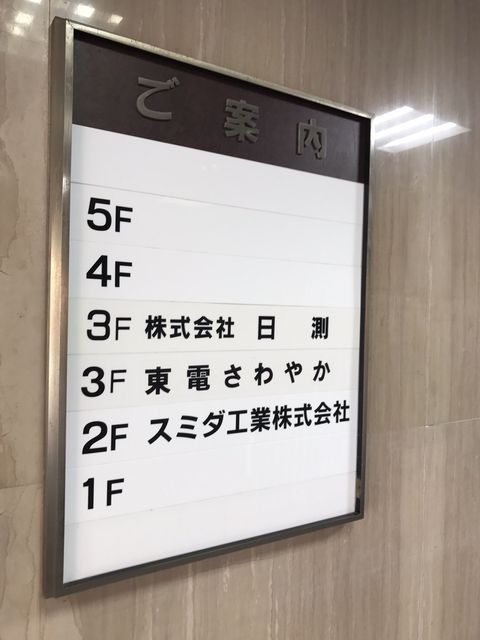 ご案内
5F
4F
3F 株式会社 日測
3F 東電さわやか
2F スミダ工業株式会社
1F